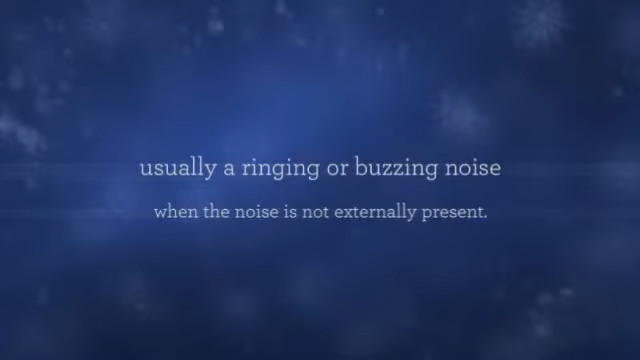 usually a ringing or buzzing noise
when the noise is not externally present.